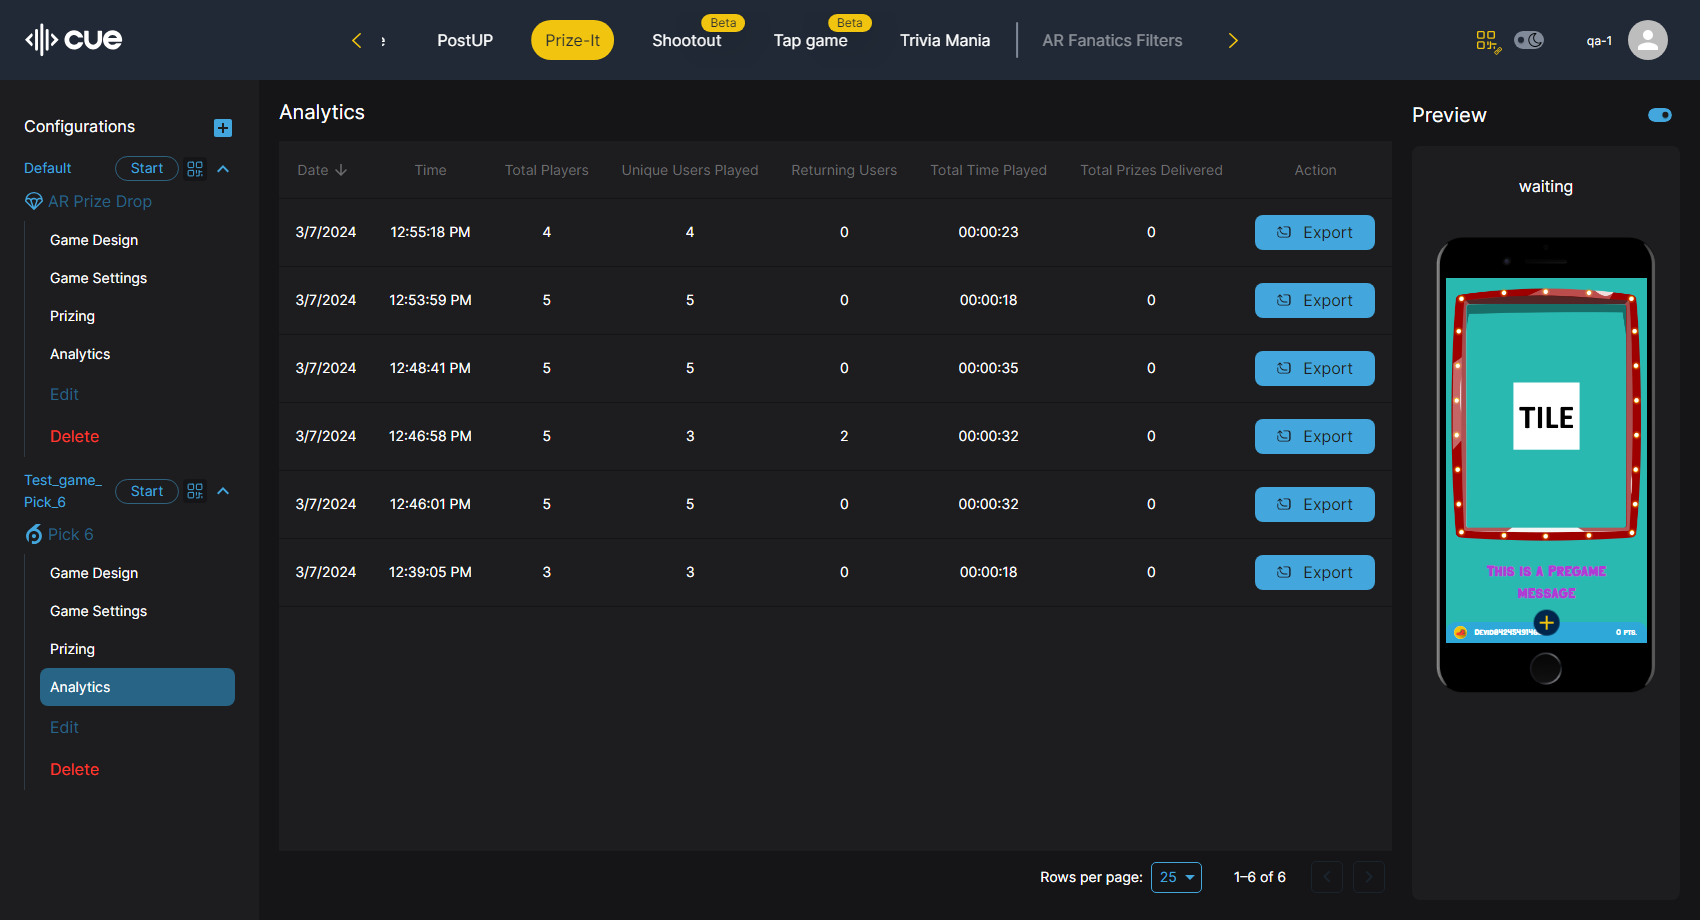 cue
PostUP
Prize-It
Shootout
Beta
Tap game
Beta
Trivia Mania
AR Fanatics Filters
qa-1
Configurations
Default
Start
AR Prize Drop
Game Design
Game Settings
Prizing
Analytics
Edit
Delete
Test_game_
Pick_6
Start
Pick 6
Game Design
Game Settings
Prizing
Analytics
Edit
Delete
Analytics
Date Time Total Players Unique Users Played Returning Users Total Time Played Total Prizes Delivered Action
3/7/2024 12:55:18 PM 4 4 0 00:00:23 0 Export
3/7/2024 12:53:59 PM 5 5 0 00:00:18 0 Export
3/7/2024 12:48:41 PM 5 5 0 00:00:35 0 Export
3/7/2024 12:46:58 PM 5 3 2 00:00:32 0 Export
3/7/2024 12:46:01 PM 5 5 0 00:00:32 0 Export
3/7/2024 12:39:05 PM 3 3 0 00:00:18 0 Export
Rows per page: 25 1–6 of 6
Preview
waiting
TILE
THIS IS A PREGAME
MESSAGE
0 PTS.